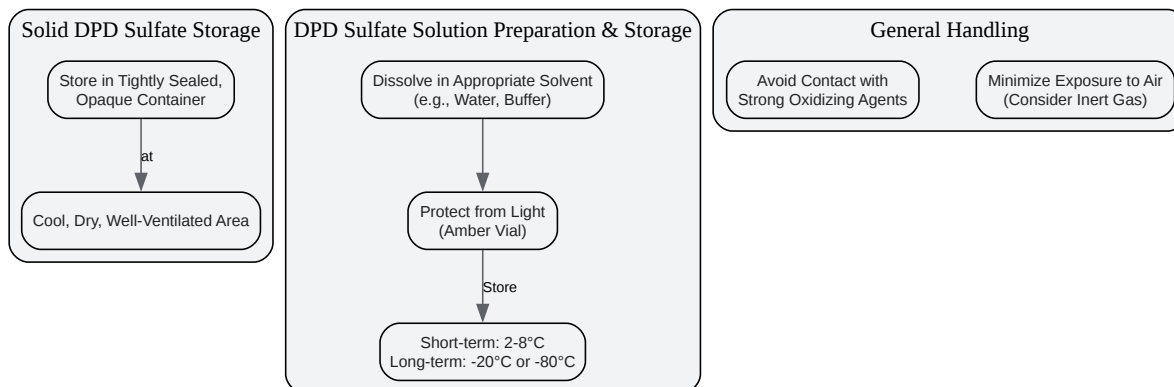 Solid DPD Sulfate Storage
Store in Tightly Sealed,
Opaque Container
at
Cool, Dry, Well-Ventilated Area
DPD Sulfate Solution Preparation & Storage
Dissolve in Appropriate Solvent
(e.g., Water, Buffer)
Protect from Light
(Amber Vial)
Store
Short-term: 2-8°C
Long-term: -20°C or -80°C
General Handling
Avoid Contact with
Strong Oxidizing Agents
Minimize Exposure to Air
(Consider Inert Gas)